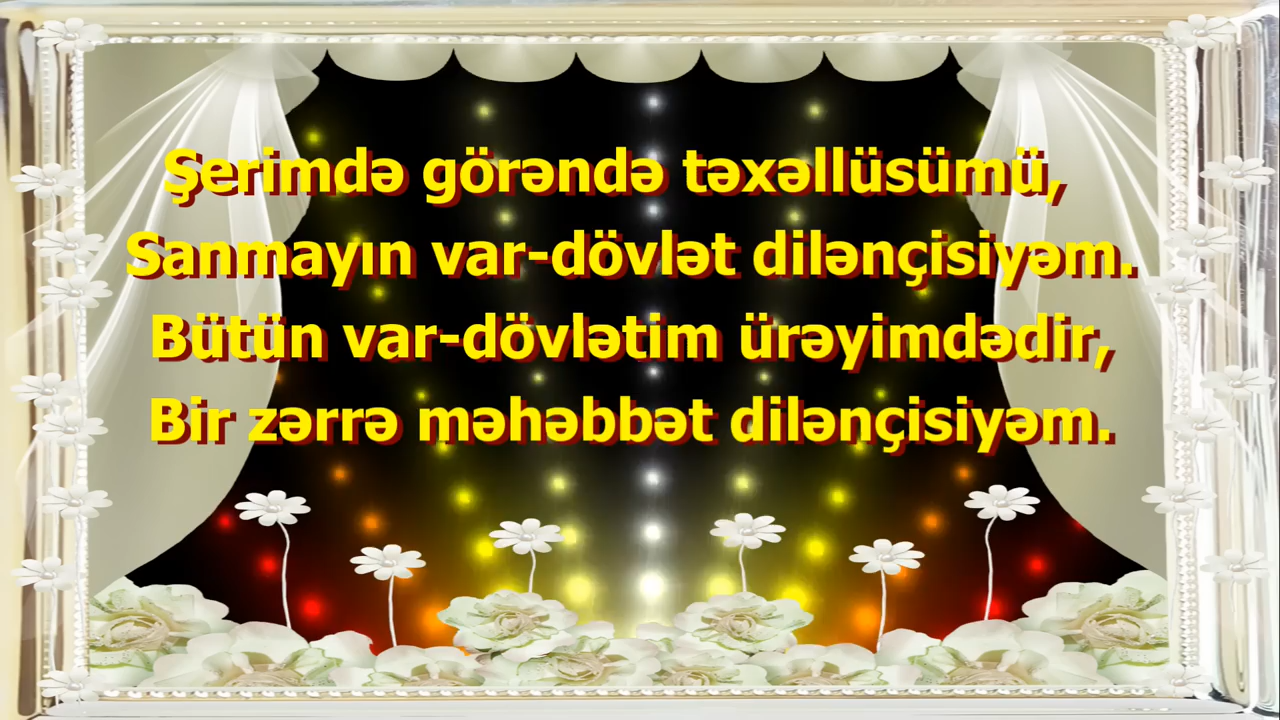 Şerimdə görəndə təxəllüsümü,
Sanmayın var-dövlət dilənçisiyəm.
Bütün var-dövlətim ürəyimdədir,
Bir zərrə məhəbbət dilənçisiyəm.